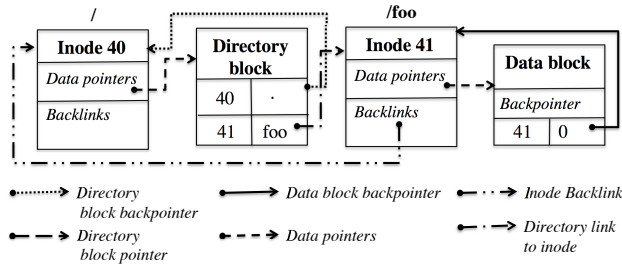 /
/foo
Inode 40
Data pointers
Backlinks
Directory
block
40 .
41 foo
Inode 41
Data pointers
Backlinks
Data block
Backpointer
41 0
Directory
block backpointer
Data block backpointer
Inode Backlink
Directory
block pointer
Data pointers
Directory link
to inode